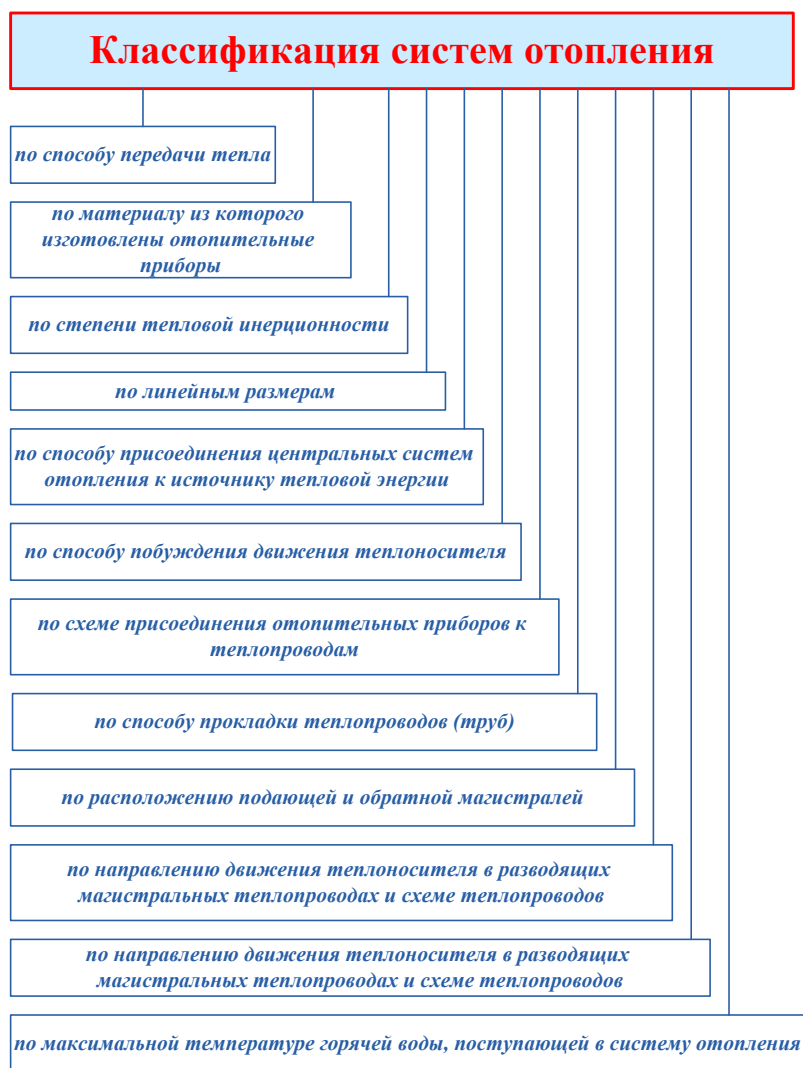 Классификация систем отопления
по способу передачи тепла
по материалу из которого
изготовлены отопительные
приборы
по степени тепловой инерционности
по линейным размерам
по способу присоединения центральных систем
отопления к источнику тепловой энергии
по способу побуждения движения теплоносителя
по схеме присоединения отопительных приборов к
теплопроводам
по способу прокладки теплопроводов (труб)
по расположению подающей и обратной магистралей
по направлению движения теплоносителя в разводящих
магистральных теплопроводах и схеме теплопроводов
по направлению движения теплоносителя в разводящих
магистральных теплопроводах и схеме теплопроводов
по максимальной температуре горячей воды, поступающей в систему отопления